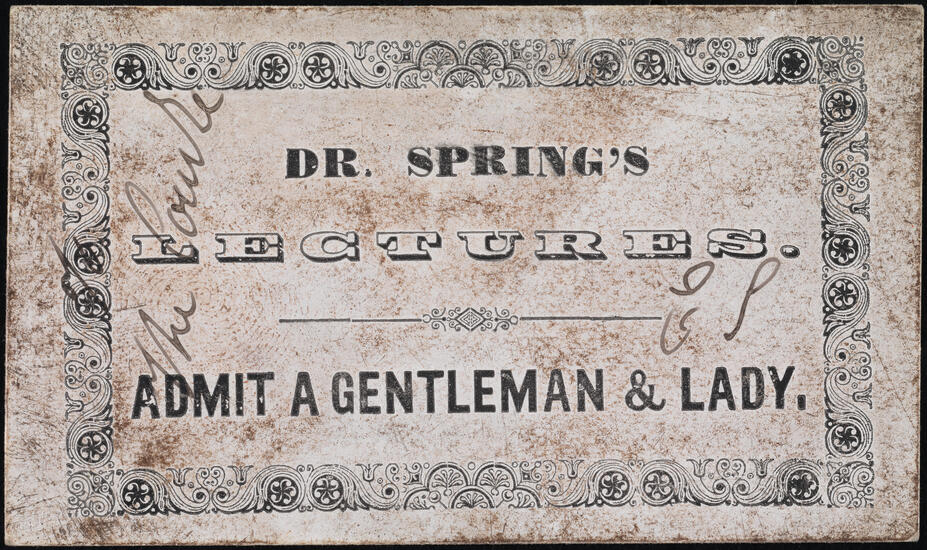 DR. SPRING'S
LECTURES.
ADMIT A GENTLEMAN & LADY.
E S